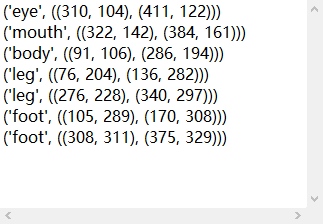 ('eye', ((310, 104), (411, 122)))
('mouth', ((322, 142), (384, 161)))
('body', ((91, 106), (286, 194)))
('leg', ((76, 204), (136, 282)))
('leg', ((276, 228), (340, 297)))
('foot', ((105, 289), (170, 308)))
('foot', ((308, 311), (375, 329)))